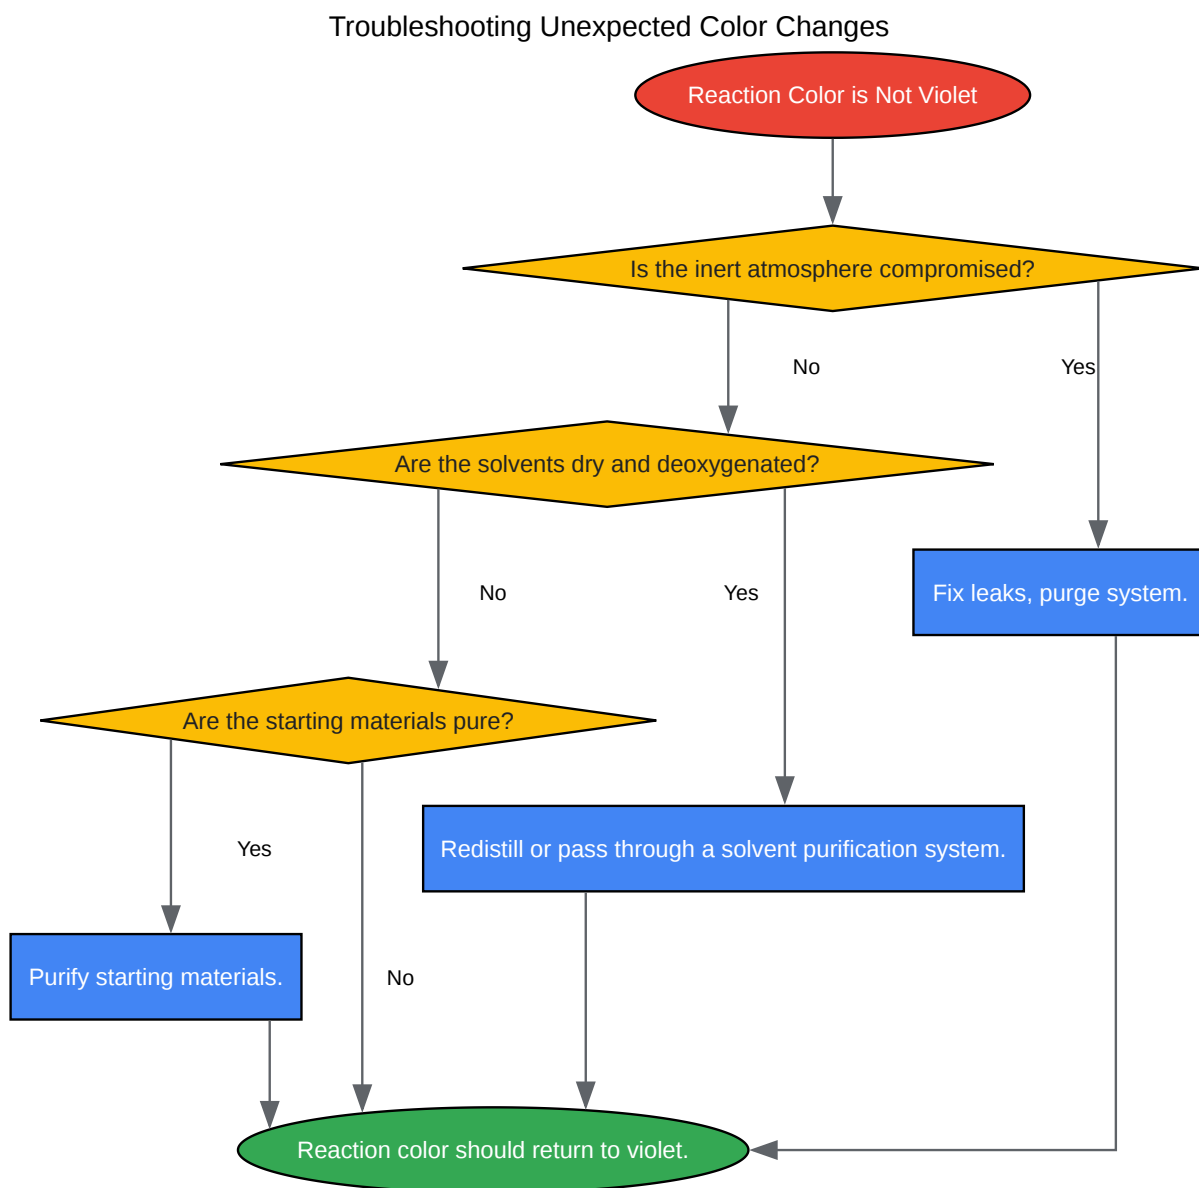 Troubleshooting Unexpected Color Changes
Reaction Color is Not Violet
Is the inert atmosphere compromised?
No
Yes
Are the solvents dry and deoxygenated?
No
Yes
Fix leaks, purge system.
Are the starting materials pure?
Yes
Redistill or pass through a solvent purification system.
Purify starting materials.
No
Reaction color should return to violet.